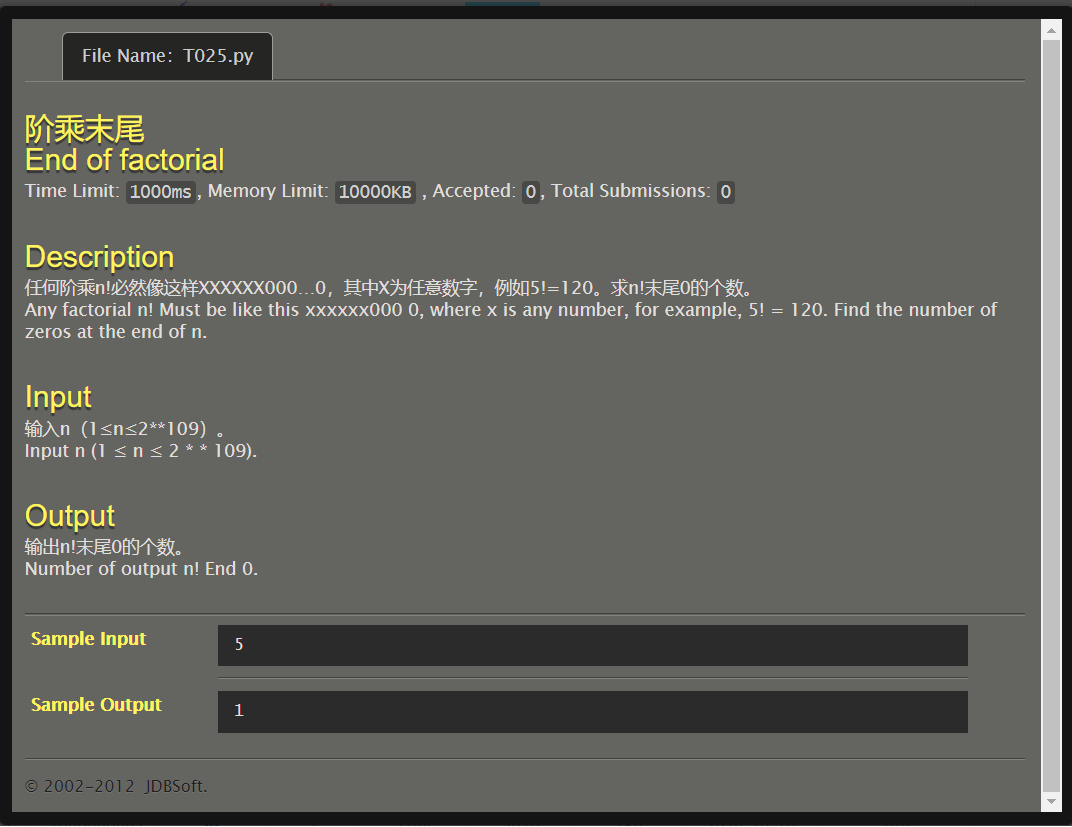 File Name：T025.py
阶乘末尾
End of factorial
Time Limit: 1000ms, Memory Limit: 10000KB , Accepted: 0, Total Submissions: 0
Description
任何阶乘n!必然像这样XXXXXX000...0，其中X为任意数字，例如5!=120。求n!末尾0的个数。
Any factorial n! Must be like this xxxxxx000 0, where x is any number, for example, 5! = 120. Find the number of
zeros at the end of n.
Input
输入n（1≤n≤2**109）。
Input n (1 ≤ n ≤ 2 * * 109).
Output
输出n!末尾0的个数。
Number of output n! End 0.
Sample Input
5
Sample Output
1
© 2002-2012 JDBSoft.